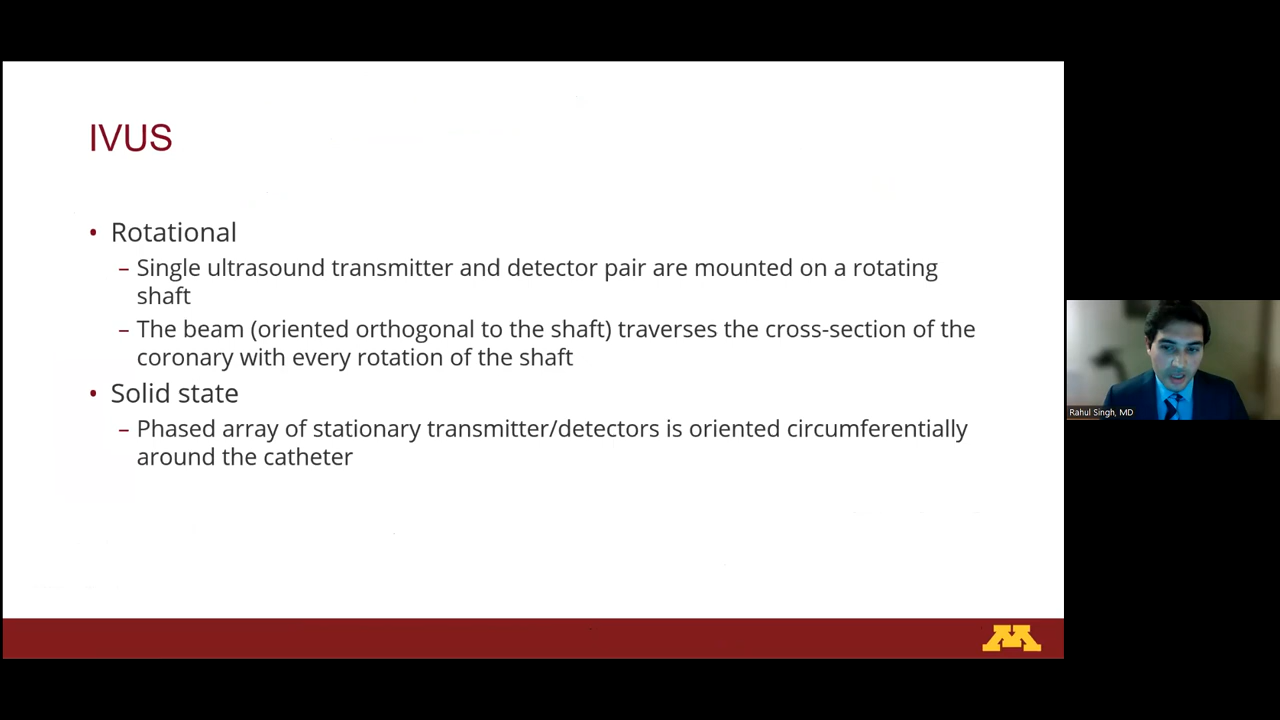 IVUS
• Rotational
– Single ultrasound transmitter and detector pair are mounted on a rotating
shaft
– The beam (oriented orthogonal to the shaft) traverses the cross-section of the
coronary with every rotation of the shaft
• Solid state
– Phased array of stationary transmitter/detectors is oriented circumferentially
around the catheter
M
Rahul Singh, MD